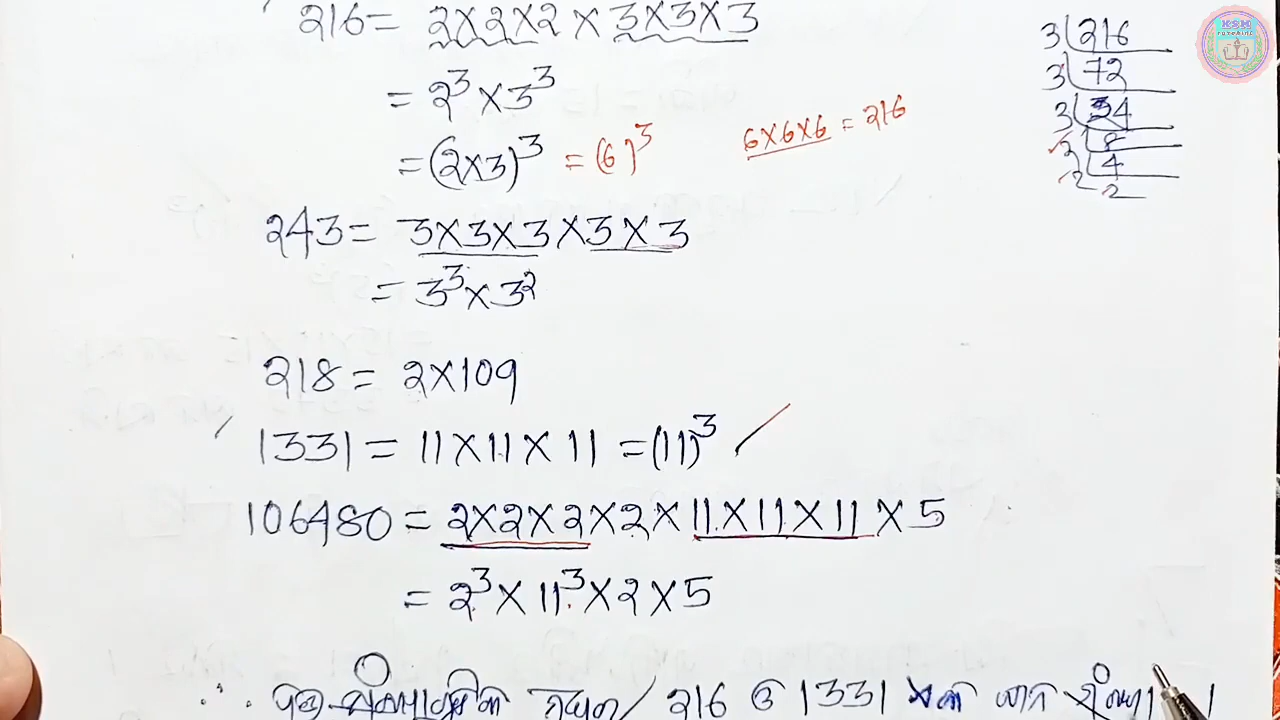 216 = 2×2×2 × 3×3×3
= 2³ × 3³
= (2×3)³ = (6)³
6×6×6 = 216
243 = 3×3×3×3×3
= 3³ × 3²
218 = 2×109
1331 = 11×11×11 = (11)³
106480 = 2×2×2×2×11×11×11×5
= 2³ × 11³ × 2 × 5
∴ 216 ଓ 1331
3 216
3 72
3
8
4
2 2
KSM